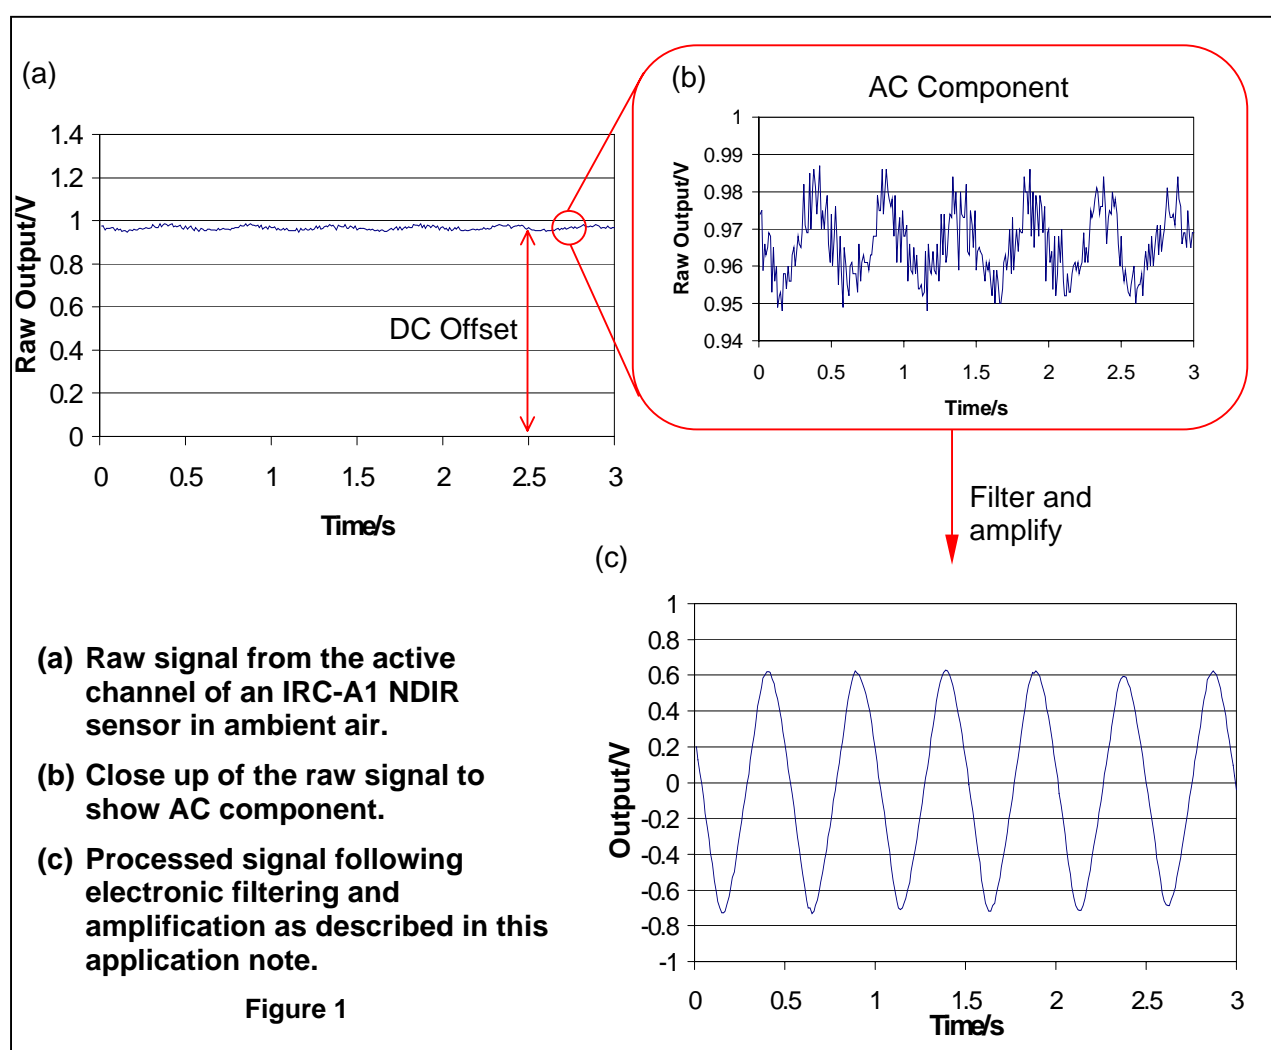 (a)
1.4
1.2
1
0.8
0.6
0.4
0.2
0
Raw Output/V
DC Offset
0 0.5 1 1.5 2 2.5 3
Time/s
(b)
AC Component
1
0.99
0.98
0.97
0.96
0.95
0.94
Raw Output/V
0 0.5 1 1.5 2 2.5 3
Time/s
Filter and
amplify
(c)
1
0.8
0.6
0.4
0.2
0
-0.2
-0.4
-0.6
-0.8
-1
Output/V
0 0.5 1 1.5 2 2.5 3
Time/s
(a) Raw signal from the active
channel of an IRC-A1 NDIR
sensor in ambient air.
(b) Close up of the raw signal to
show AC component.
(c) Processed signal following
electronic filtering and
amplification as described in this
application note.
Figure 1